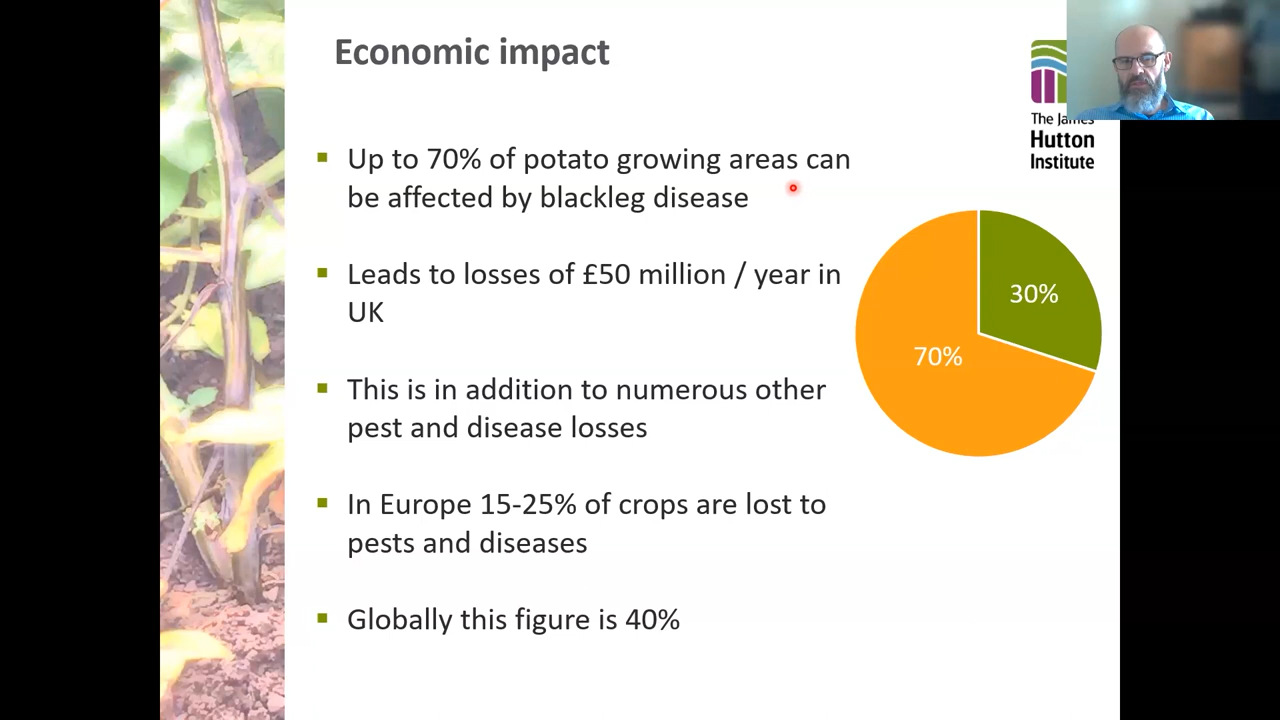 Economic impact
Up to 70% of potato growing areas can
be affected by blackleg disease
Leads to losses of £50 million / year in
UK
This is in addition to numerous other
pest and disease losses
In Europe 15-25% of crops are lost to
pests and diseases
Globally this figure is 40%
The James
Hutton
Institute
30%
70%